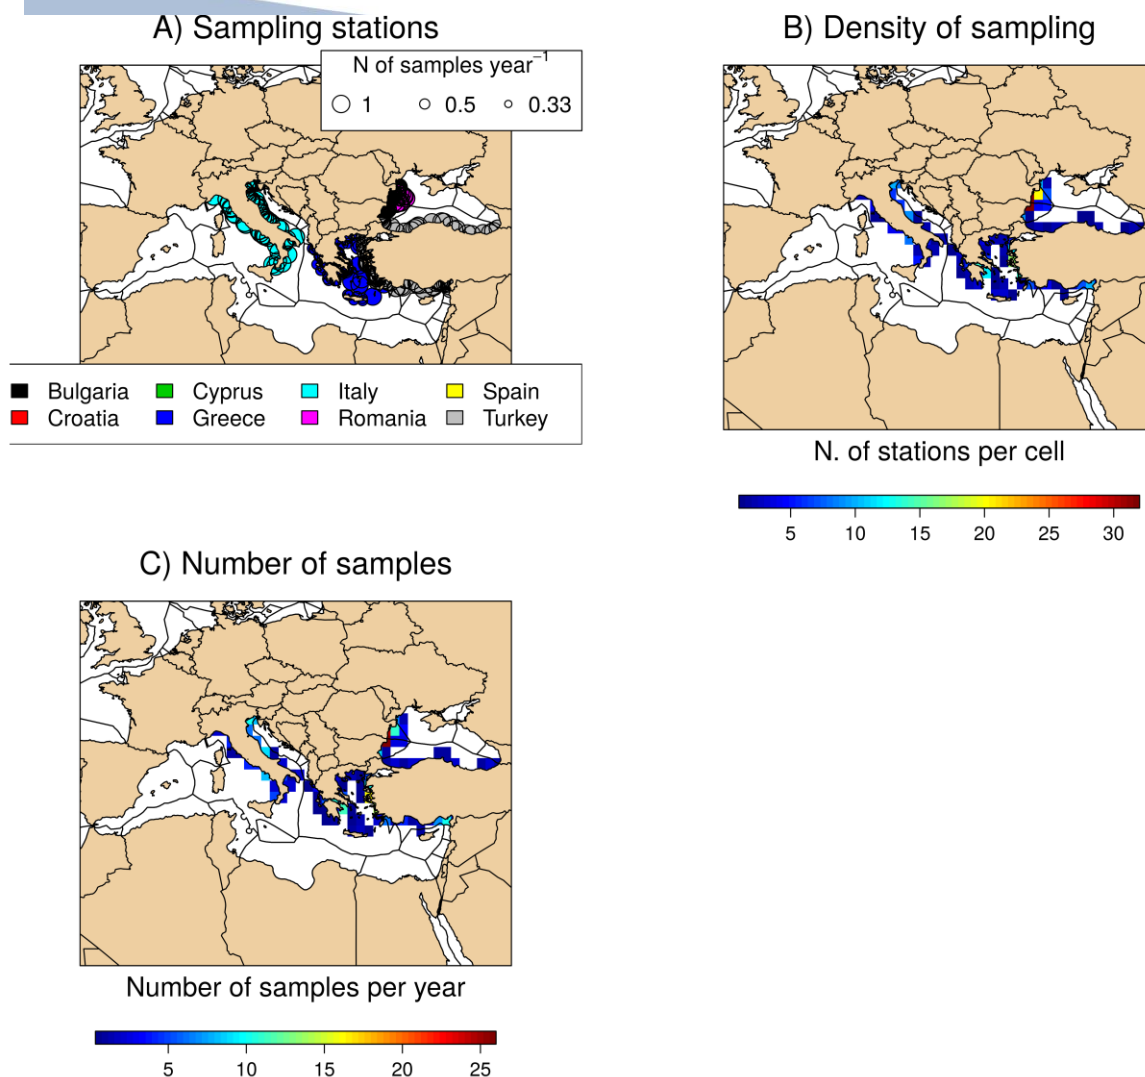 A) Sampling stations
N of samples year⁻¹
1 0.5 0.33
Bulgaria Cyprus Italy Spain
Croatia Greece Romania Turkey
B) Density of sampling
N. of stations per cell
5 10 15 20 25 30
C) Number of samples
Number of samples per year
5 10 15 20 25